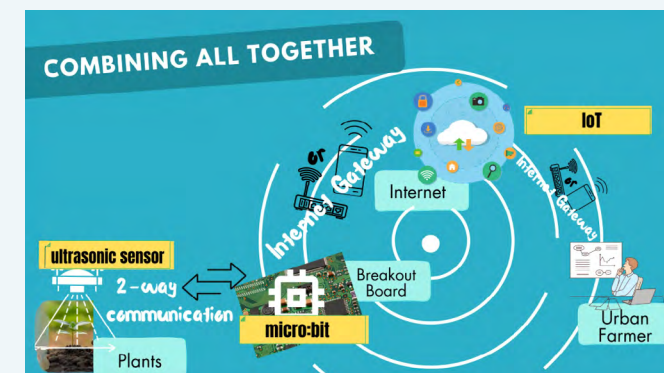 COMBINING ALL TOGETHER
IoT
or
Internet Gateway
Internet
Internet Gateway
or
ultrasonic sensor
2-way
communication
Breakout
Board
micro:bit
Plants
Urban
Farmer